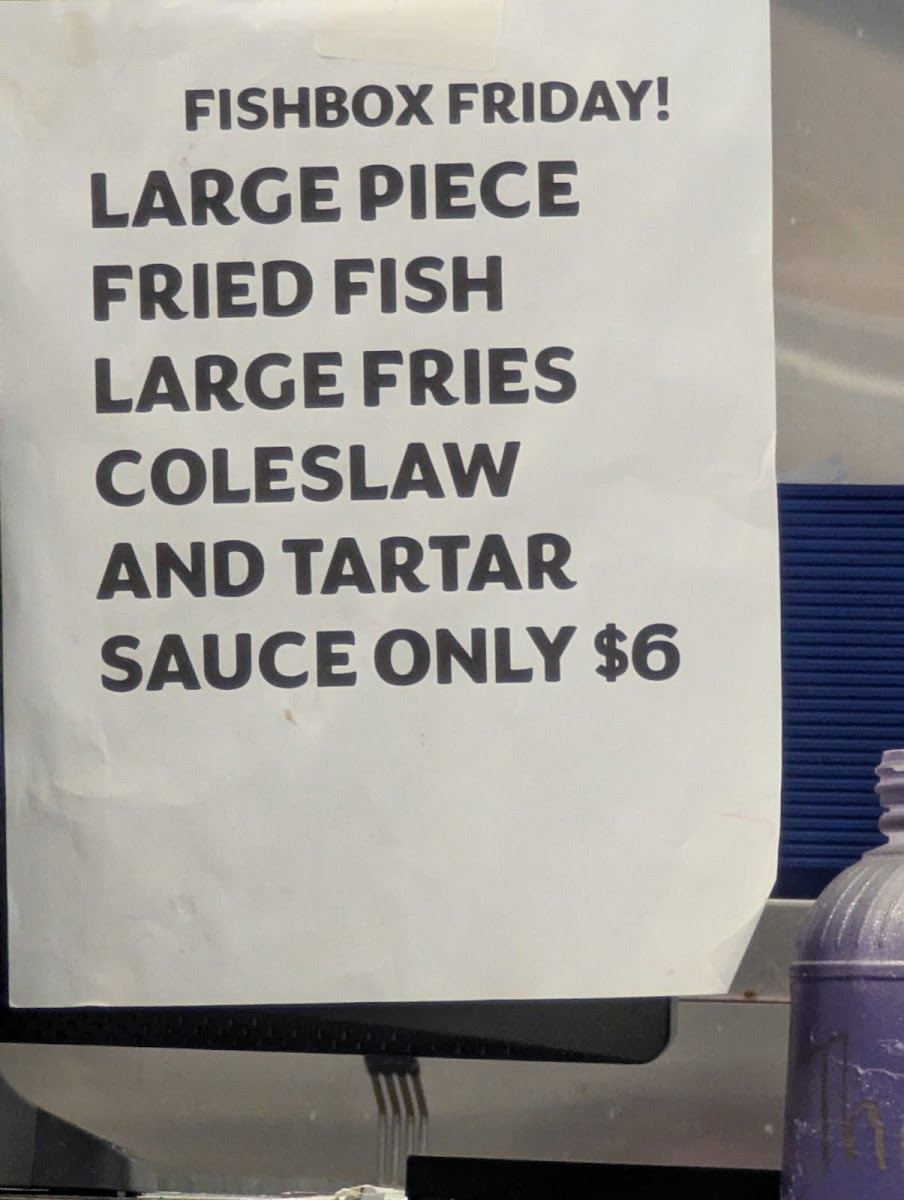 FISHBOX FRIDAY!
LARGE PIECE
FRIED FISH
LARGE FRIES
COLESLAW
AND TARTAR
SAUCE ONLY $6